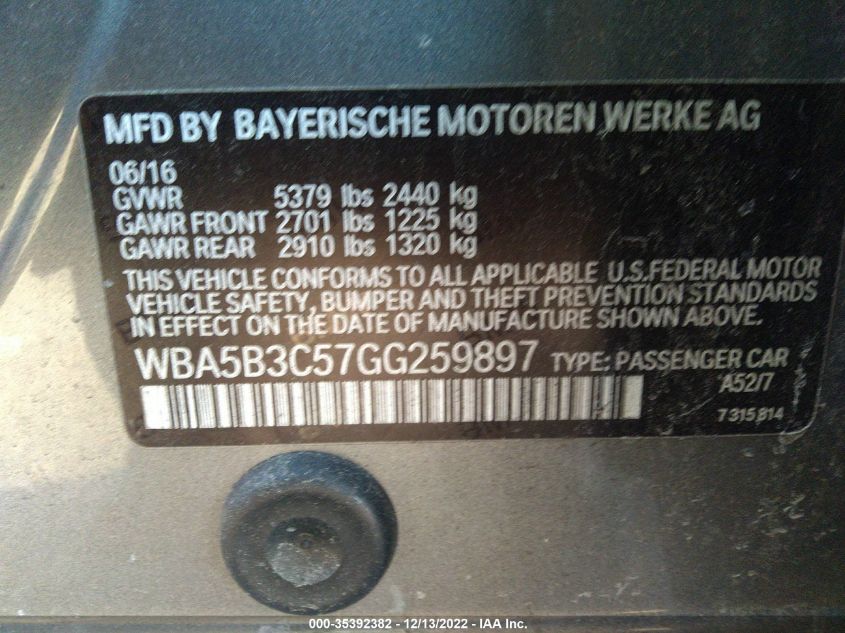 MFD BY BAYERISCHE MOTOREN WERKE AG
06/16
GVWR 5379 lbs 2440 kg
GAWR FRONT 2701 lbs 1225 kg
GAWR REAR 2910 lbs 1320 kg
THIS VEHICLE CONFORMS TO ALL APPLICABLE U.S.FEDERAL MOTOR
VEHICLE SAFETY, BUMPER AND THEFT PREVENTION STANDARDS
IN EFFECT ON THE DATE OF MANUFACTURE SHOWN ABOVE.
WBA5B3C57GG259897 TYPE: PASSENGER CAR
A52/7
7 315 814
000-35392382 - 12/13/2022 - IAA Inc.